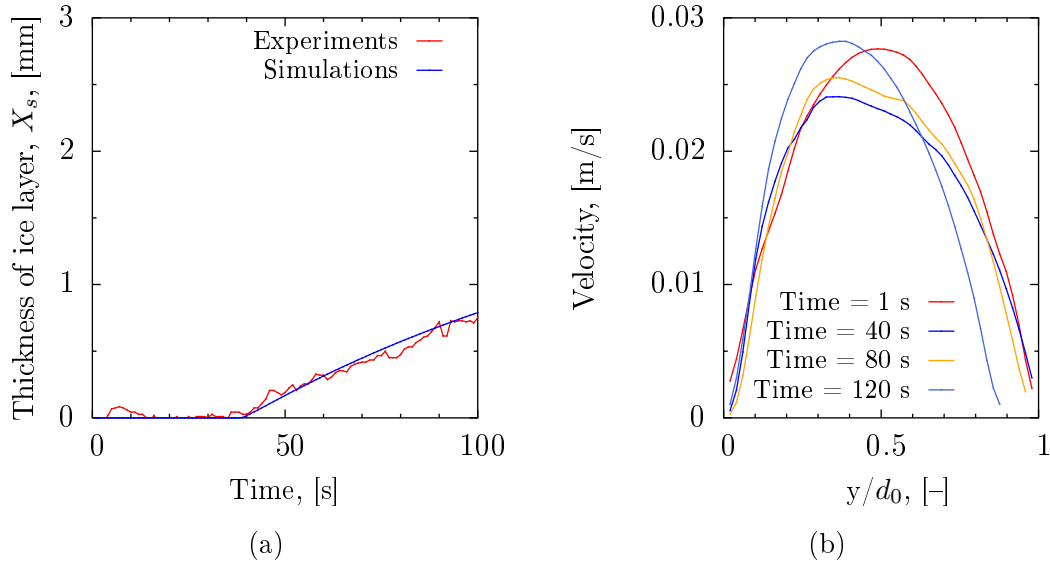 Thickness of ice layer, X_s, [mm]
3
2
1
0
Experiments
Simulations
0 50 100
Time, [s]
(a)
Velocity, [m/s]
0.03
0.02
0.01
0
Time = 1 s
Time = 40 s
Time = 80 s
Time = 120 s
0 0.5 1
y/d_0, [–]
(b)